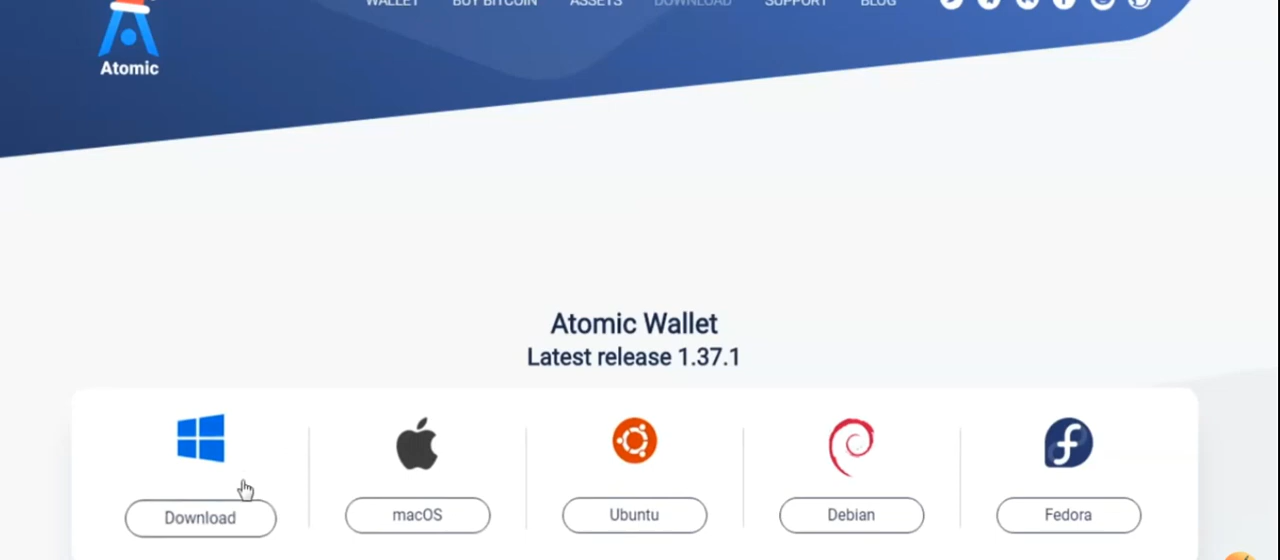 WALLET BUY BITCOIN ASSETS DOWNLOAD SUPPORT BLOG
Atomic
Atomic Wallet
Latest release 1.37.1
Download macOS Ubuntu Debian Fedora